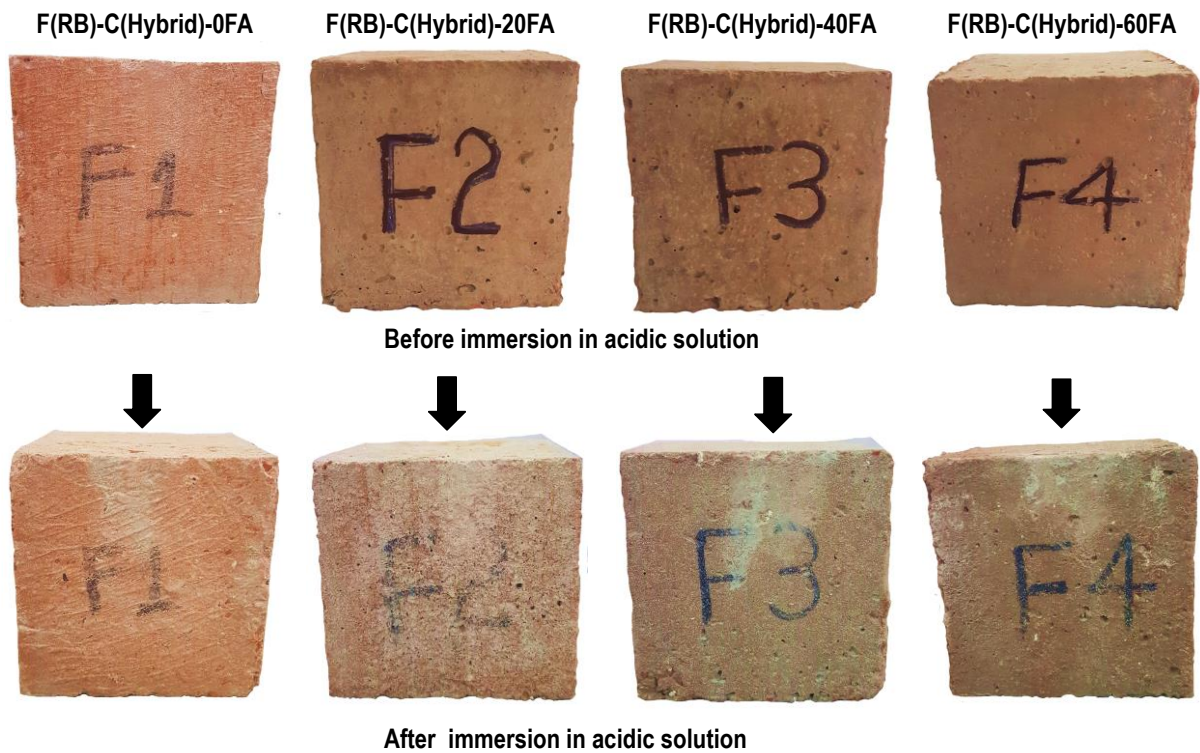 F(RB)-C(Hybrid)-0FA F(RB)-C(Hybrid)-20FA F(RB)-C(Hybrid)-40FA F(RB)-C(Hybrid)-60FA
F1 F2 F3 F4
Before immersion in acidic solution
F1 F2 F3 F4
After immersion in acidic solution